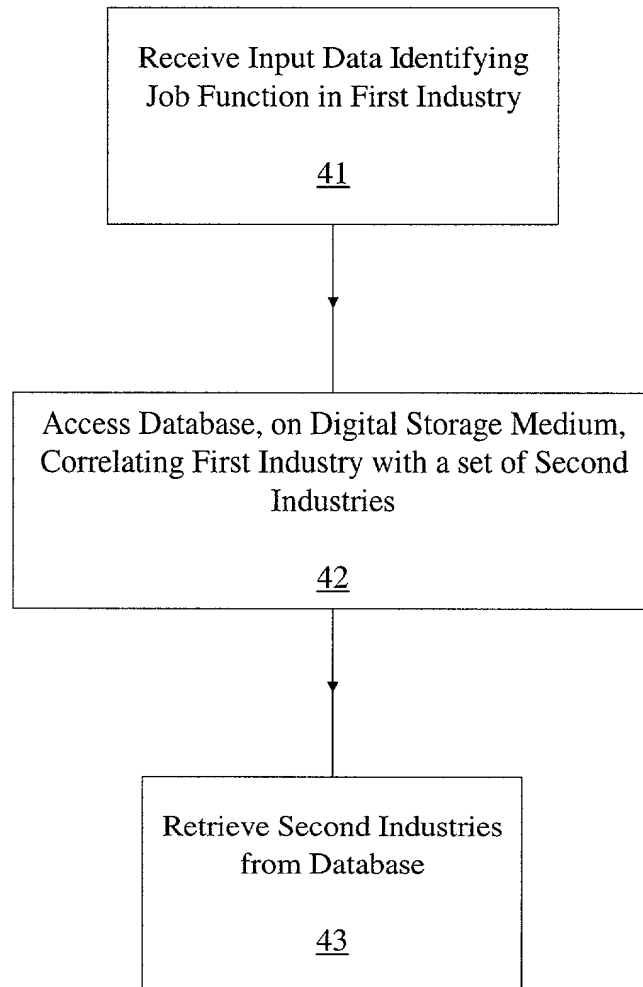 Receive Input Data Identifying
Job Function in First Industry
41
Access Database, on Digital Storage Medium,
Correlating First Industry with a set of Second
Industries
42
Retrieve Second Industries
from Database
43